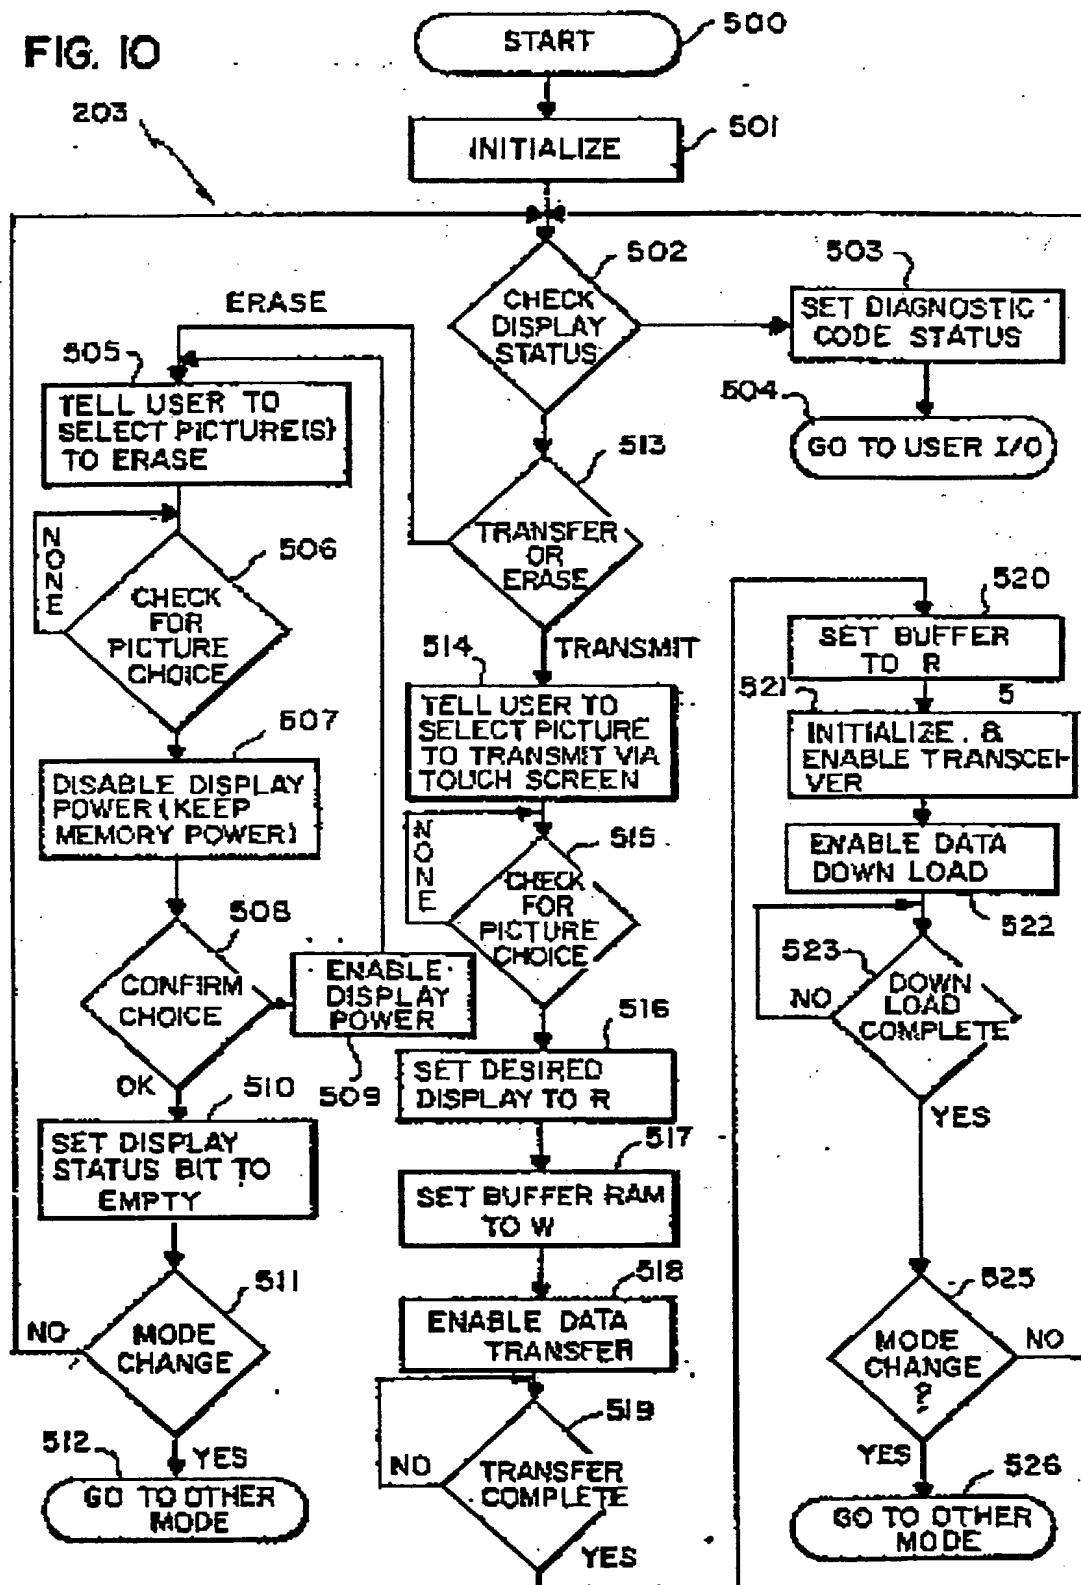 FIG. 10
203
START
500
INITIALIZE
501
502
CHECK
DISPLAY
STATUS
503
SET DIAGNOSTIC
CODE STATUS
504
GO TO USER I/O
ERASE
505
TELL USER TO
SELECT PICTURE(S)
TO ERASE
NONE
506
CHECK
FOR
PICTURE
CHOICE
507
DISABLE DISPLAY
POWER (KEEP
MEMORY POWER)
508
CONFIRM
CHOICE
ENABLE
DISPLAY
POWER
509
OK
510
SET DISPLAY
STATUS BIT TO
EMPTY
511
MODE
CHANGE
NO
YES
512
GO TO OTHER
MODE
513
TRANSFER
OR
ERASE
TRANSMIT
514
TELL USER TO
SELECT PICTURE
TO TRANSMIT VIA
TOUCH SCREEN
NONE
515
CHECK
FOR
PICTURE
CHOICE
516
SET DESIRED
DISPLAY TO R
517
SET BUFFER RAM
TO W
518
ENABLE DATA
TRANSFER
519
TRANSFER
COMPLETE
NO
YES
520
SET BUFFER
TO R
521
5
INITIALIZE. &
ENABLE TRANSCEI-
VER
ENABLE DATA
DOWN LOAD
522
523
DOWN
LOAD
COMPLETE
NO
YES
525
MODE
CHANGE
?
NO
YES
526
GO TO OTHER
MODE